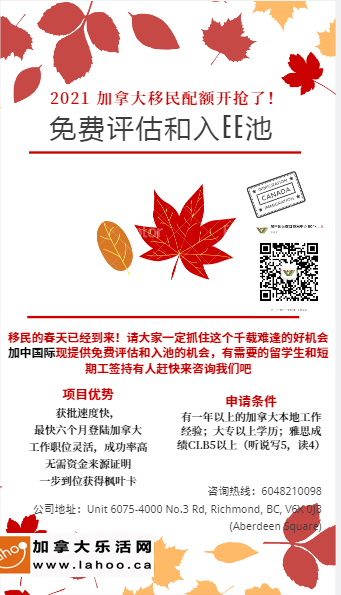 2021 加拿大移民配额开抢了！
免费评估和入EE池
IMMIGRATION
CANADA
IMMIGRATION
移民的春天已经到来！请大家一定抓住这个千载难逢的好机会
加中国际现提供免费评估和入池的机会，有需要的留学生和短
期工签持有人赶快来咨询我们吧
项目优势
获批速度快，
最快六个月登陆加拿大
工作职位灵活，成功率高
无需资金来源证明
一步到位获得枫叶卡
申请条件
有一年以上的加拿大本地工作
经验；大专以上学历；雅思成
绩CLB5以上（听说写5，读4）
咨询热线：6048210098
公司地址：Unit 6075-4000 No.3 Rd, Richmond, BC, V6X 0J8
(Aberdeen Square)
lahoo
加拿大乐活网
www.lahoo.ca